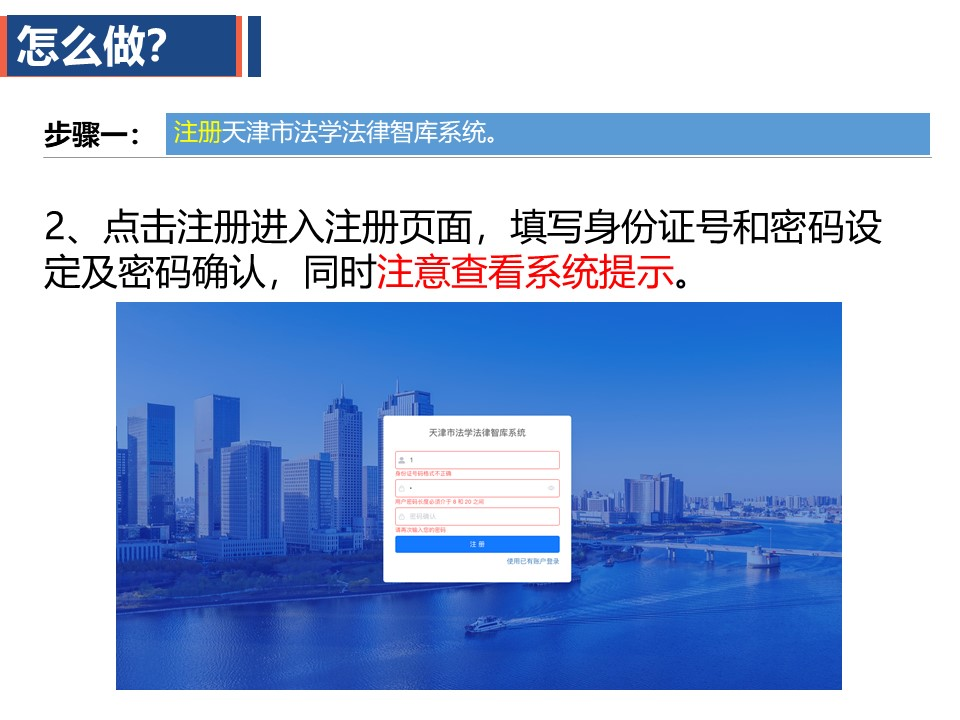 怎么做？
步骤一：
注册天津市法学法律智库系统。
2、点击注册进入注册页面，填写身份证号和密码设
定及密码确认，同时注意查看系统提示。
天津市法学法律智库系统
1
身份证号码格式不正确
用户密码长度必须介于 6 和 20 之间
密码确认
请再次输入您的密码
注 册
使用已有账户登录